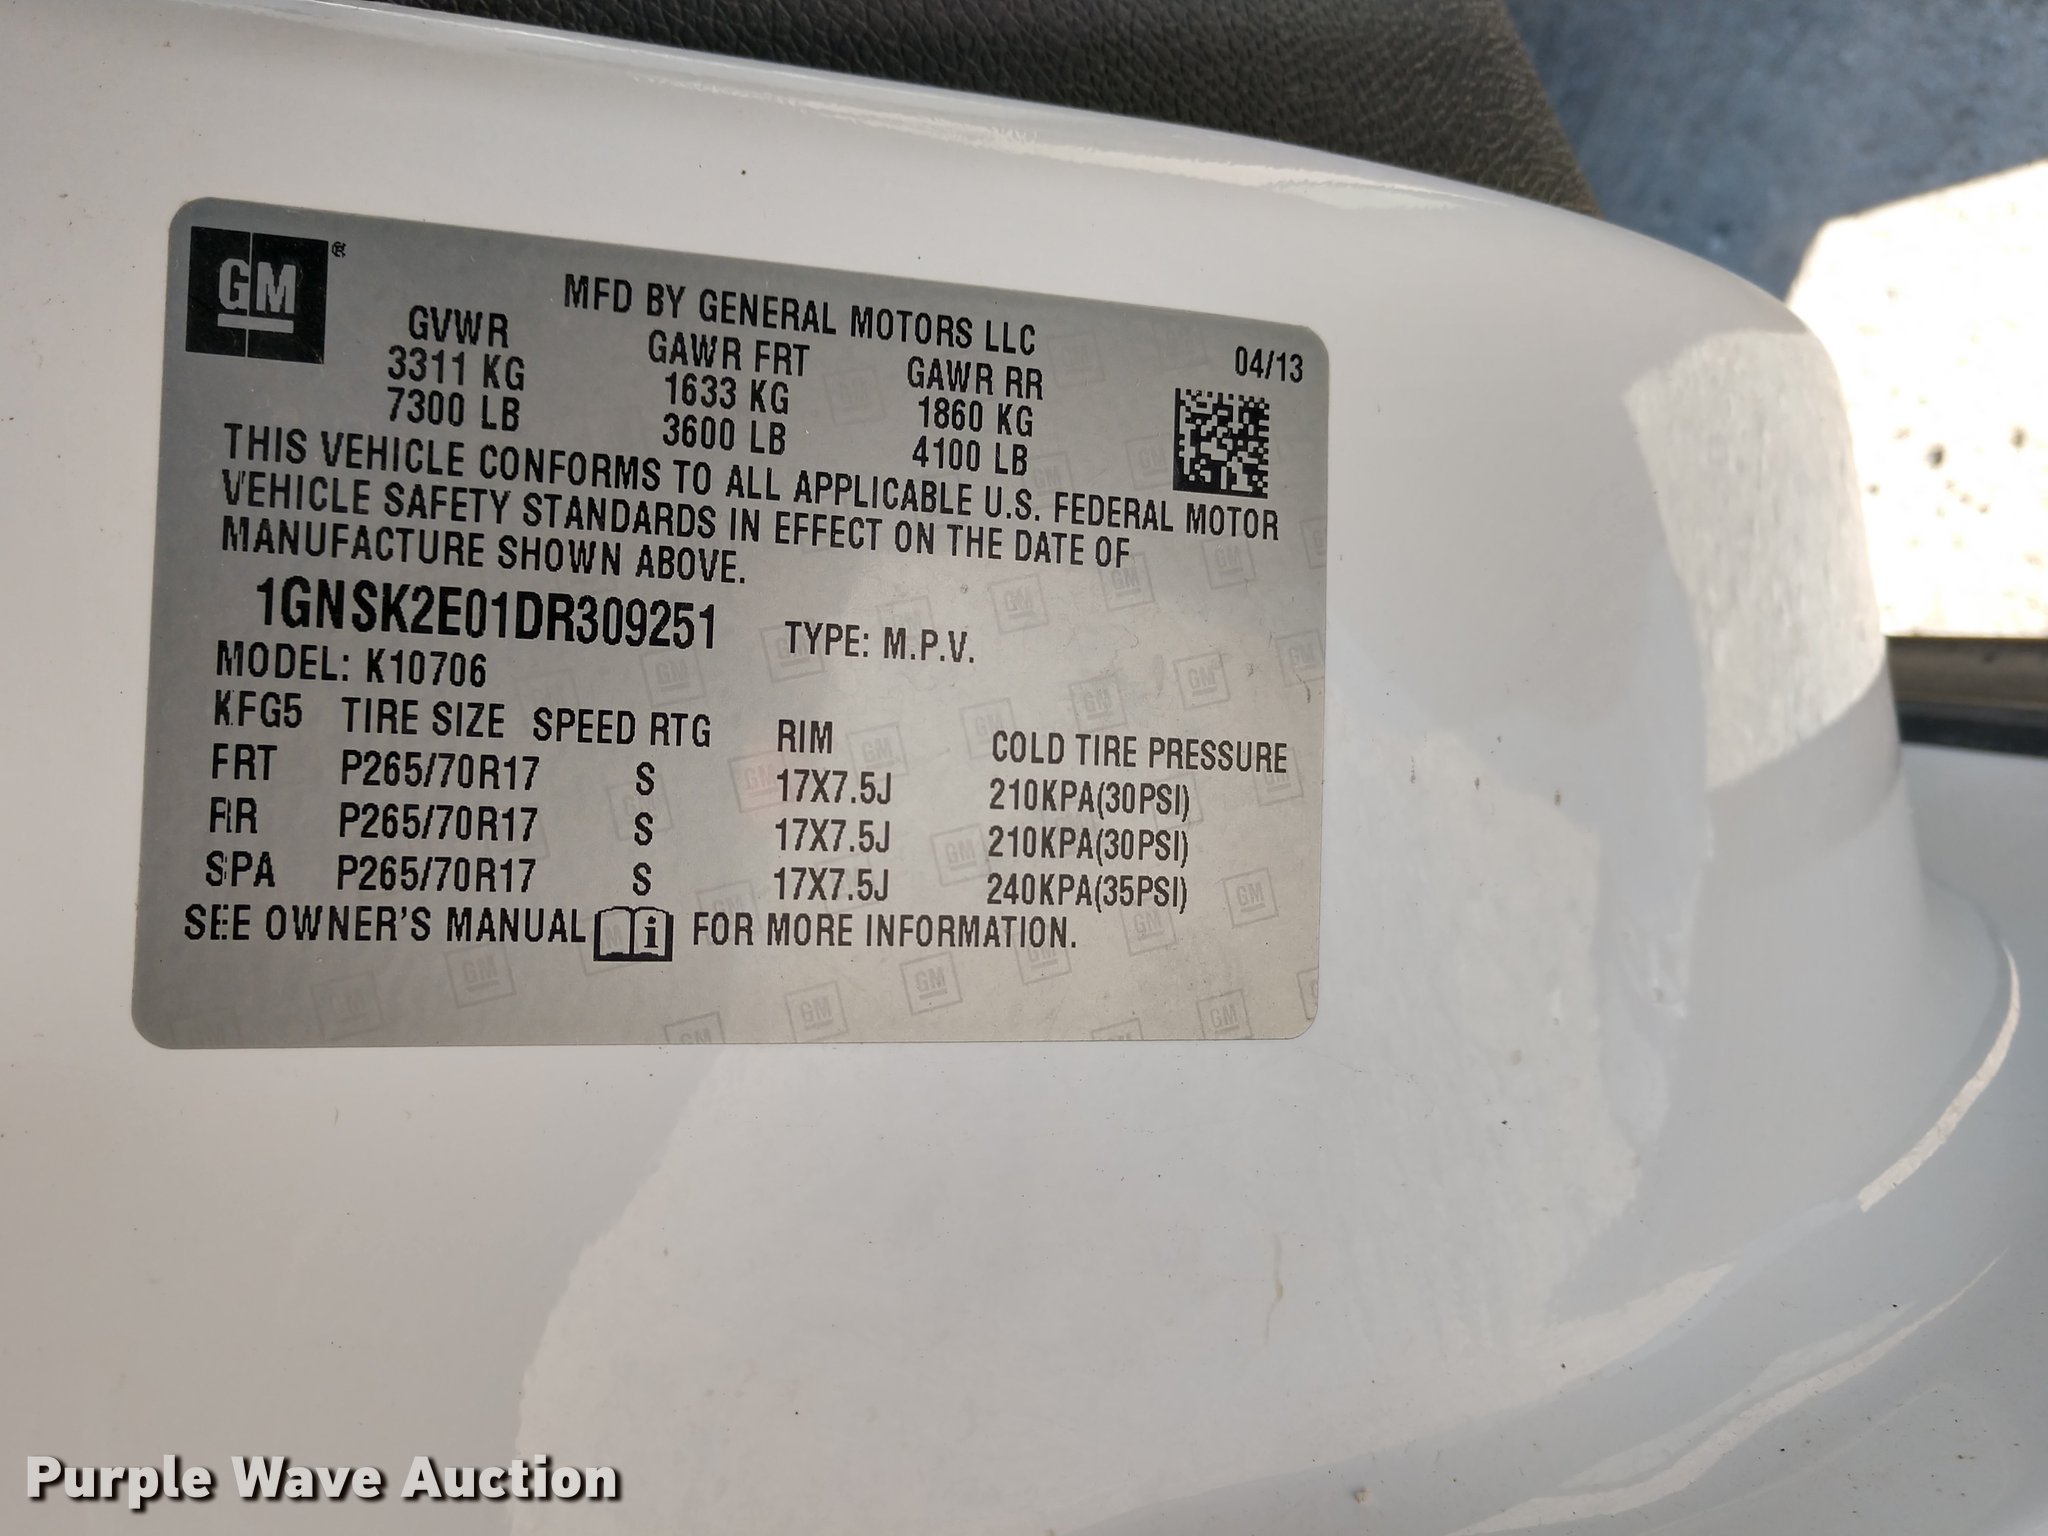 GM
MFD BY GENERAL MOTORS LLC
04/13
GVWR GAWR FRT GAWR RR
3311 KG 1633 KG 1860 KG
7300 LB 3600 LB 4100 LB
THIS VEHICLE CONFORMS TO ALL APPLICABLE U.S. FEDERAL MOTOR
VEHICLE SAFETY STANDARDS IN EFFECT ON THE DATE OF
MANUFACTURE SHOWN ABOVE.
1GNSK2E01DR309251 TYPE: M.P.V.
MODEL: K10706
KFG5 TIRE SIZE SPEED RTG RIM COLD TIRE PRESSURE
FRT P265/70R17 S 17X7.5J 210KPA(30PSI)
RR P265/70R17 S 17X7.5J 210KPA(30PSI)
SPA P265/70R17 S 17X7.5J 240KPA(35PSI)
SEE OWNER'S MANUAL i FOR MORE INFORMATION.
Purple Wave Auction